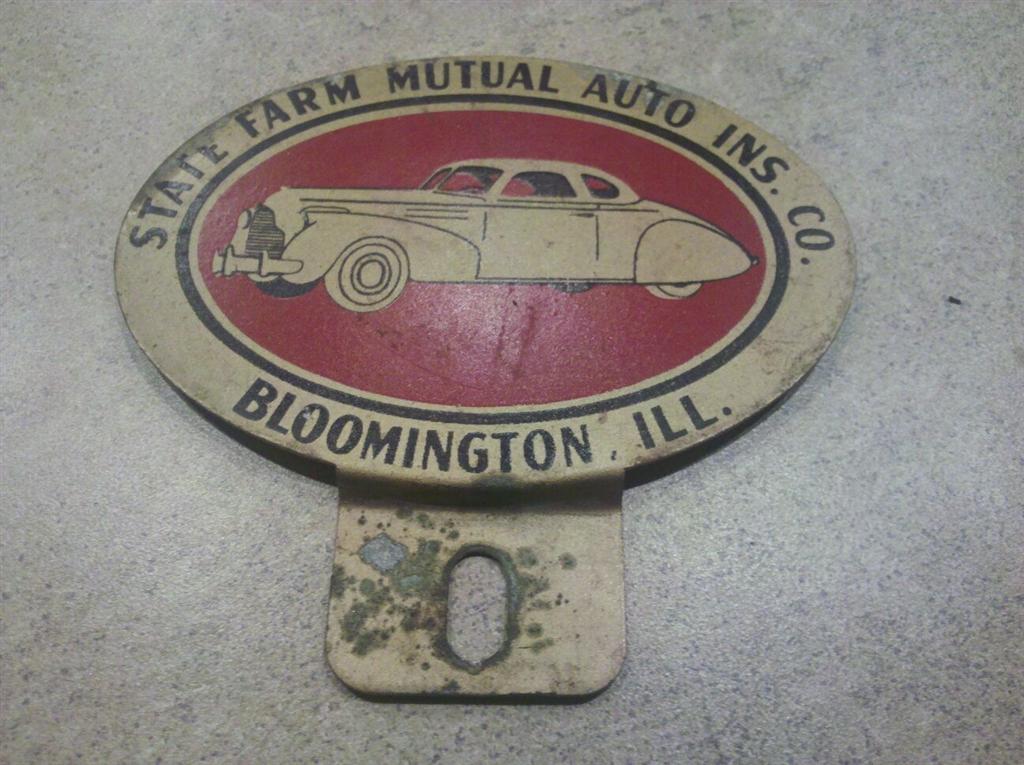 STATE FARM MUTUAL AUTO INS. CO.
BLOOMINGTON, ILL.